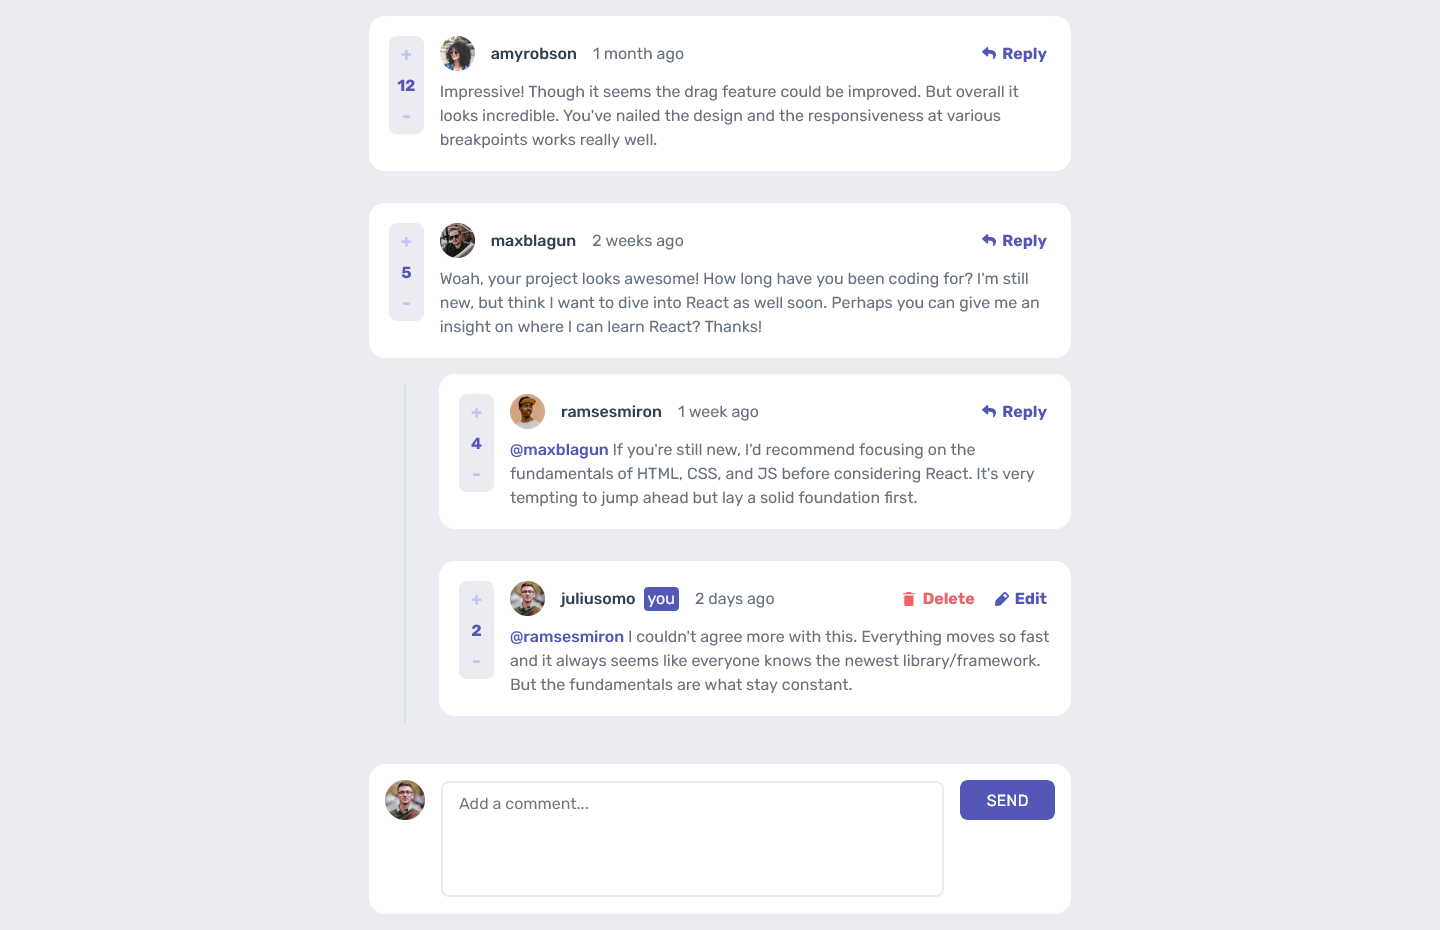 +
12
-
amyrobson 1 month ago
Reply
Impressive! Though it seems the drag feature could be improved. But overall it
looks incredible. You've nailed the design and the responsiveness at various
breakpoints works really well.
+
5
-
maxblagun 2 weeks ago
Reply
Woah, your project looks awesome! How long have you been coding for? I'm still
new, but think I want to dive into React as well soon. Perhaps you can give me an
insight on where I can learn React? Thanks!
+
4
-
ramsesmiron 1 week ago
Reply
@maxblagun If you're still new, I'd recommend focusing on the
fundamentals of HTML, CSS, and JS before considering React. It's very
tempting to jump ahead but lay a solid foundation first.
+
2
-
juliusomo you 2 days ago
Delete Edit
@ramsesmiron I couldn't agree more with this. Everything moves so fast
and it always seems like everyone knows the newest library/framework.
But the fundamentals are what stay constant.
Add a comment...
SEND